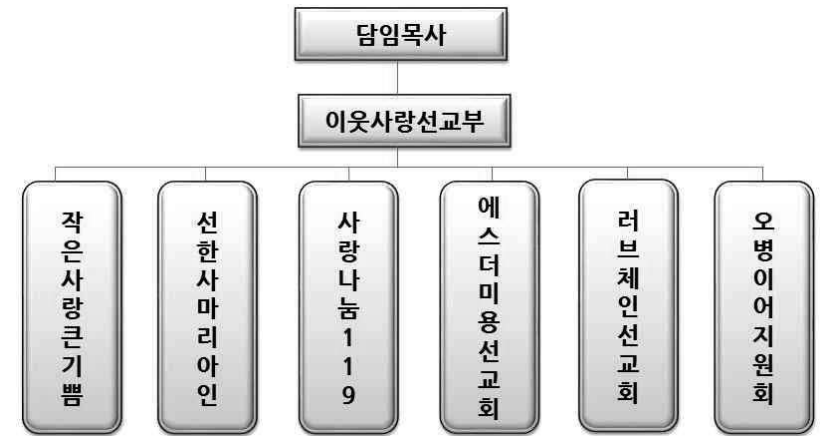 담임목사
이웃사랑선교부
작은사랑큰기쁨
선한사마리아인
사랑나눔119
에스더미용선교회
러브체인선교회
오병이어지원회